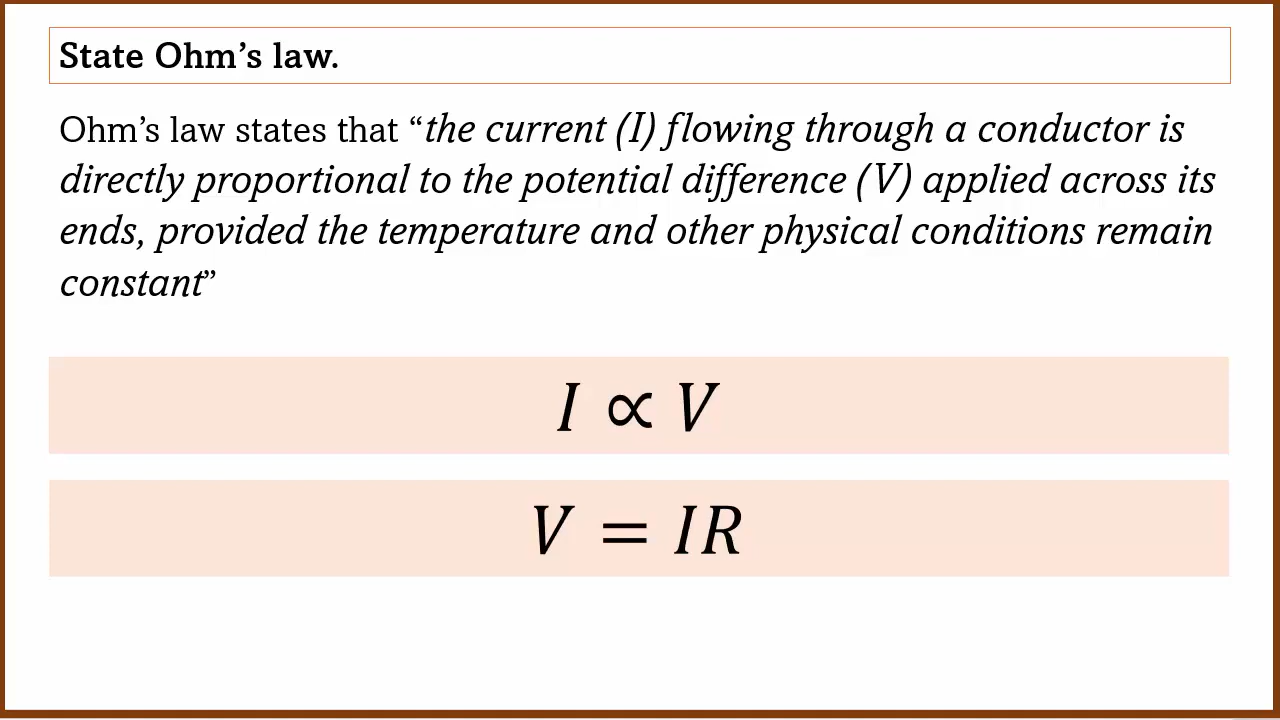 State Ohm’s law.
Ohm’s law states that “the current (I) flowing through a conductor is
directly proportional to the potential difference (V) applied across its
ends, provided the temperature and other physical conditions remain
constant”
I ∝ V
V = IR